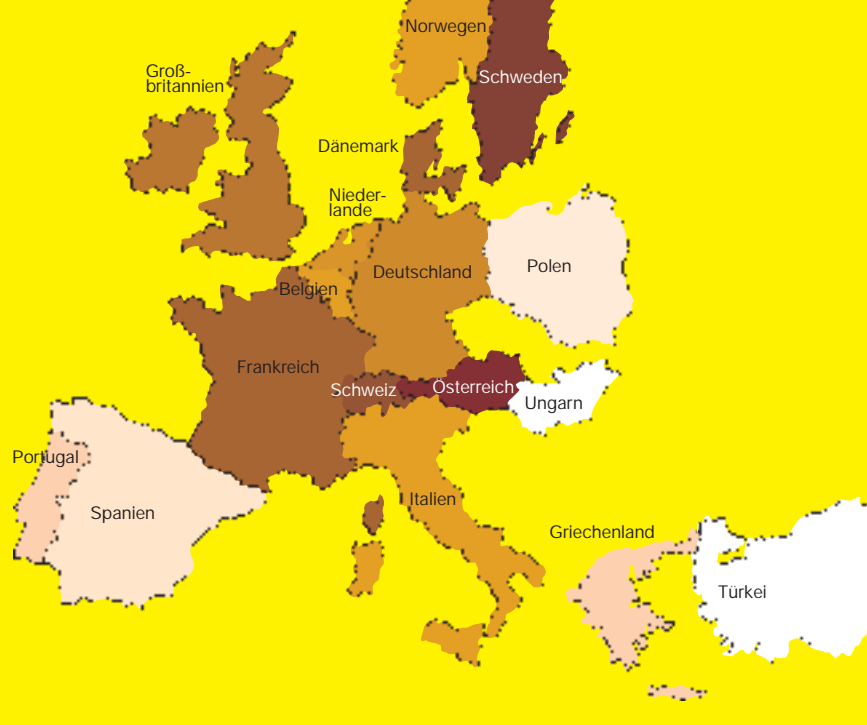 Norwegen
Groß-
britannien
Schweden
Dänemark
Nieder-
lande
Deutschland
Polen
Belgien
Frankreich
Schweiz
Österreich
Ungarn
Portugal
Italien
Spanien
Griechenland
Türkei